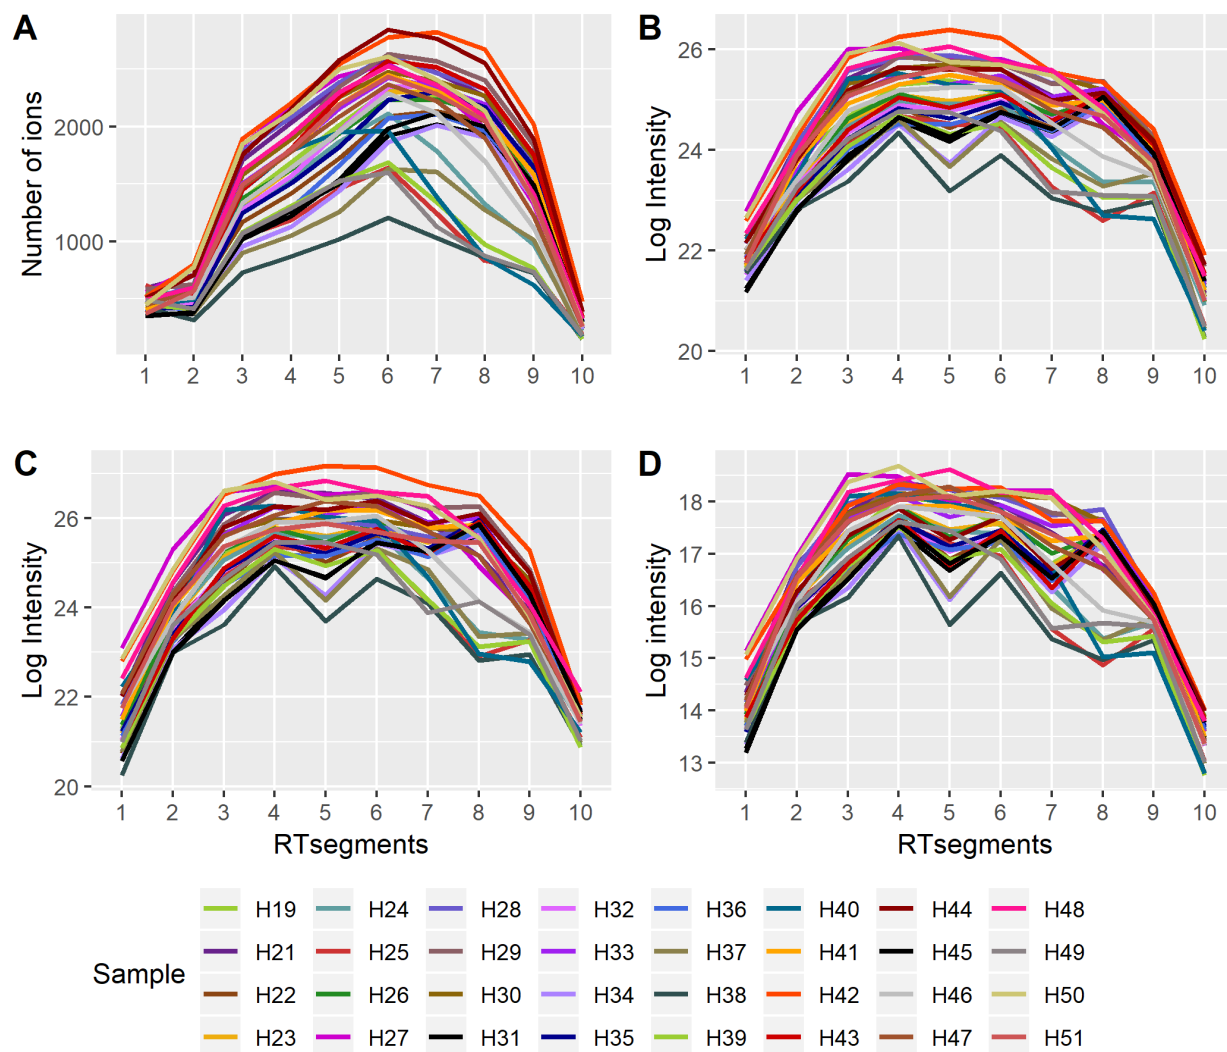 A
B
Number of ions
2000
1000
1 2 3 4 5 6 7 8 9 10
Log Intensity
26
24
22
20
1 2 3 4 5 6 7 8 9 10
C
D
Log intensity
26
24
22
20
1 2 3 4 5 6 7 8 9 10
RTsegments
Log intensity
18
17
16
15
14
13
1 2 3 4 5 6 7 8 9 10
RTsegments
Sample
H19 H24 H28 H32 H36 H40 H44 H48
H21 H25 H29 H33 H37 H41 H45 H49
H22 H26 H30 H34 H38 H42 H46 H50
H23 H27 H31 H35 H39 H43 H47 H51